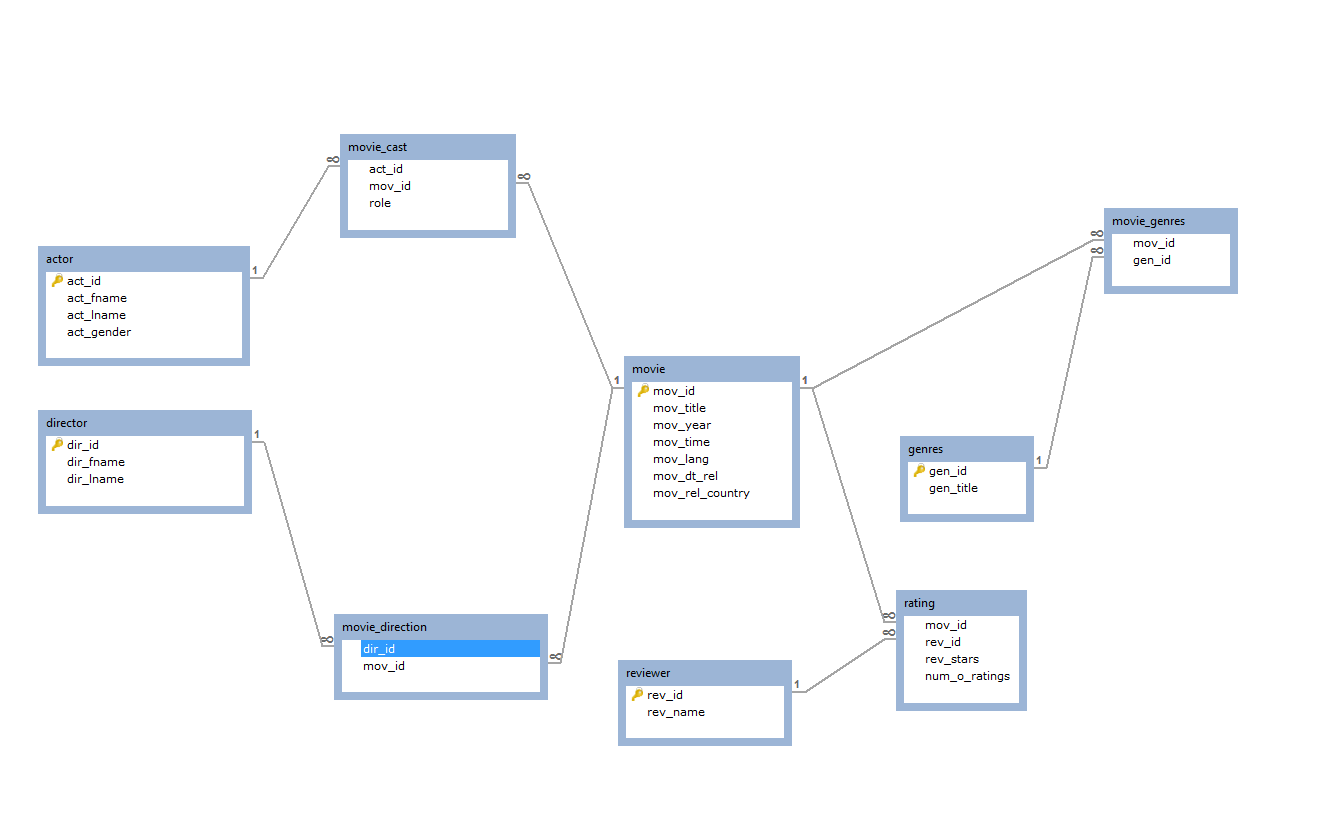 movie_cast
act_id
mov_id
role
actor
act_id
act_fname
act_lname
act_gender
director
dir_id
dir_fname
dir_lname
movie_direction
dir_id
mov_id
movie
mov_id
mov_title
mov_year
mov_time
mov_lang
mov_dt_rel
mov_rel_country
reviewer
rev_id
rev_name
movie_genres
mov_id
gen_id
genres
gen_id
gen_title
rating
mov_id
rev_id
rev_stars
num_o_ratings
1
∞
∞
1
1
∞
∞
1
∞
∞
1
∞
∞
1